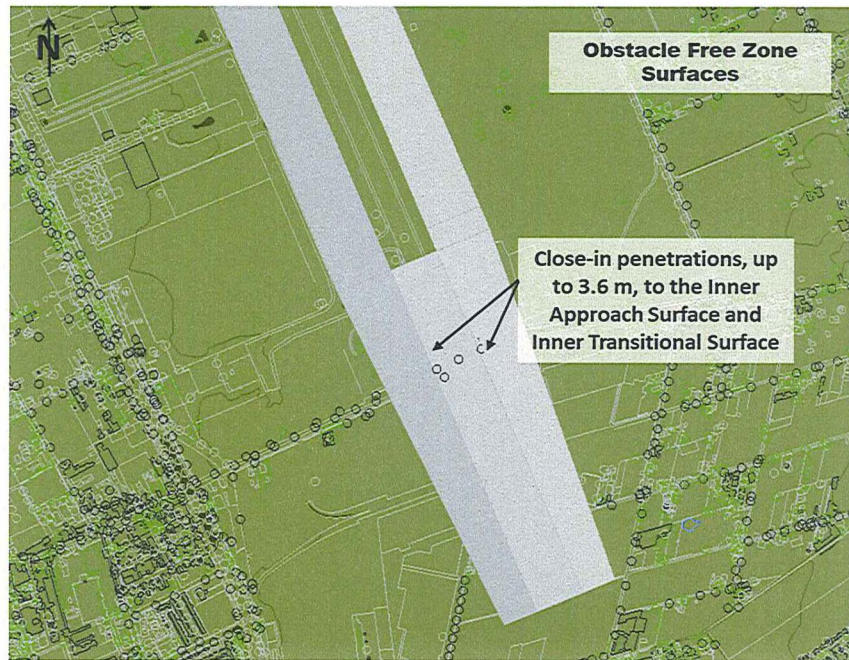 N
Obstacle Free Zone
Surfaces
Close-in penetrations, up
to 3.6 m, to the Inner
Approach Surface and
Inner Transitional Surface